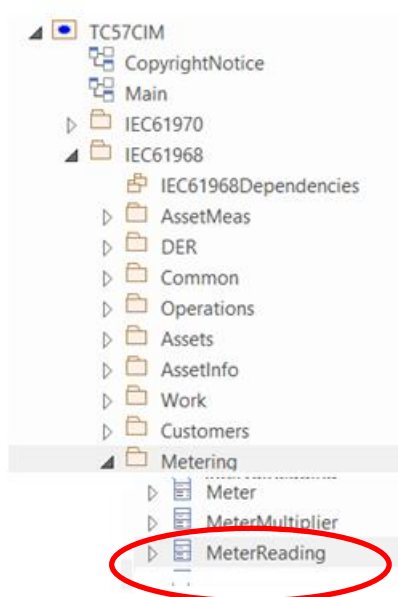 TC57CIM
CopyrightNotice
Main
IEC61970
IEC61968
IEC61968Dependencies
AssetMeas
DER
Common
Operations
Assets
AssetInfo
Work
Customers
Metering
Meter
MeterMultiplier
MeterReading